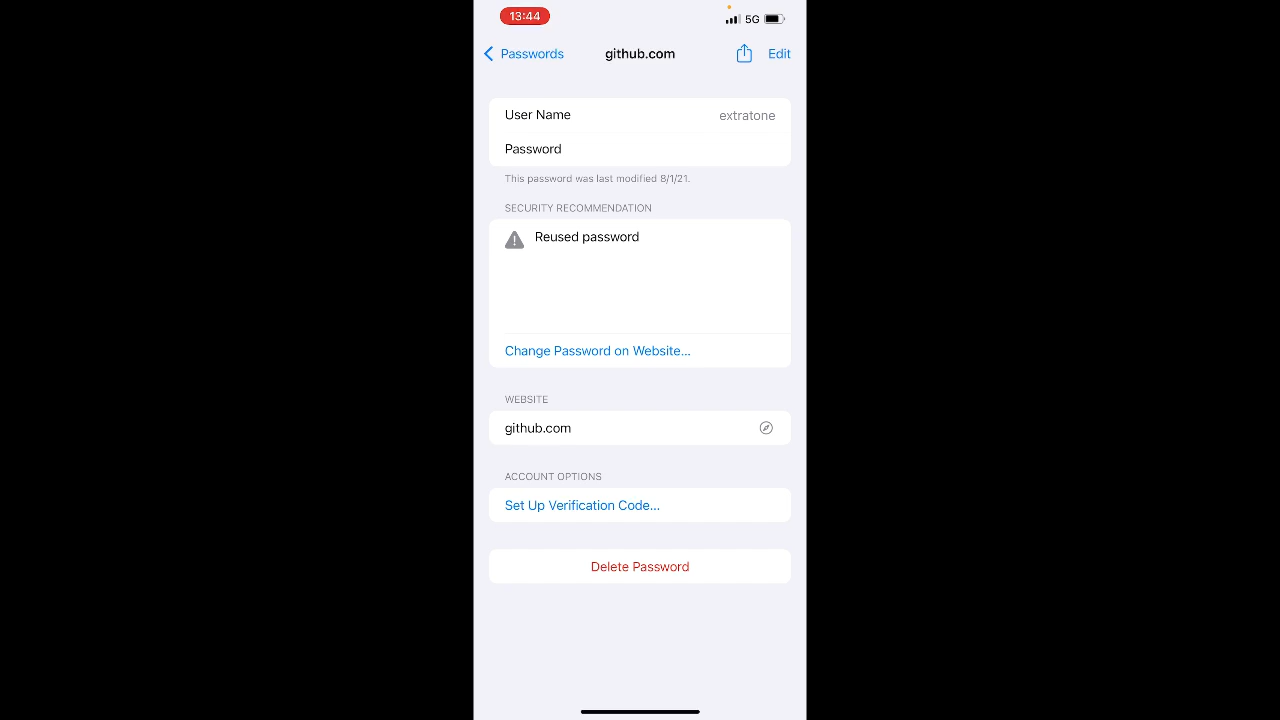 13:44
5G
Passwords
github.com
Edit
User Name
extratone
Password
This password was last modified 8/1/21.
SECURITY RECOMMENDATION
Reused password
Change Password on Website...
WEBSITE
github.com
ACCOUNT OPTIONS
Set Up Verification Code...
Delete Password